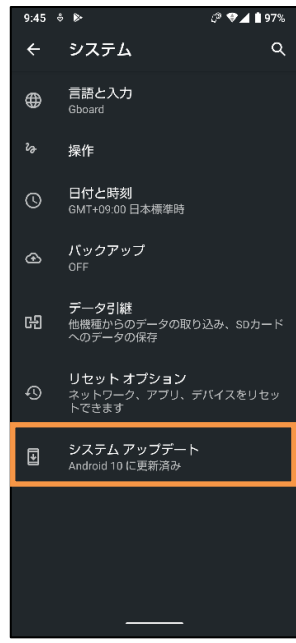 9:45 97%
システム
言語と入力
Gboard
操作
日付と時刻
GMT+09:00 日本標準時
バックアップ
OFF
データ引継
他機種からのデータの取り込み、SDカード
へのデータの保存
リセット オプション
ネットワーク、アプリ、デバイスをリセッ
トできます
システム アップデート
Android 10 に更新済み